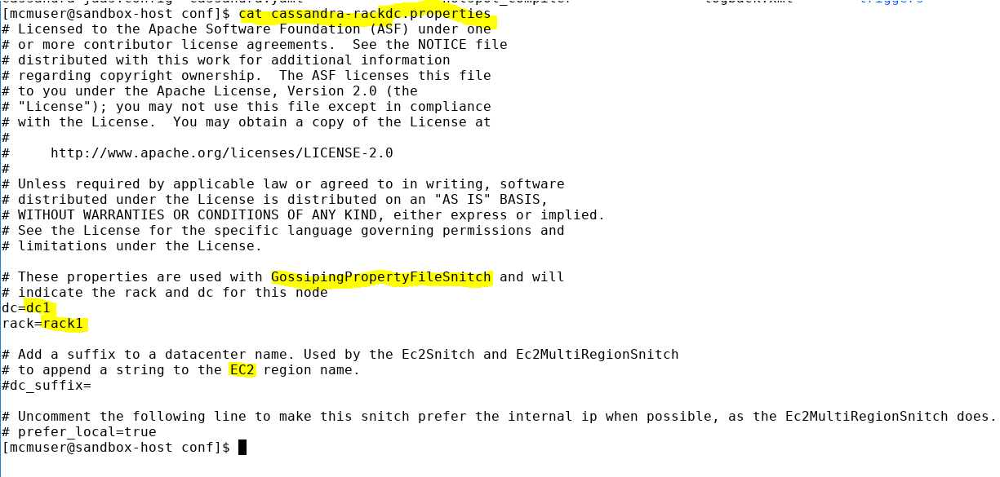 cassandra-jaas.config  cassandra.yaml hotspot_compiler logback.xml triggers
[mcmuser@sandbox-host conf]$ cat cassandra-rackdc.properties
# Licensed to the Apache Software Foundation (ASF) under one
# or more contributor license agreements.  See the NOTICE file
# distributed with this work for additional information
# regarding copyright ownership.  The ASF licenses this file
# to you under the Apache License, Version 2.0 (the
# "License"); you may not use this file except in compliance
# with the License.  You may obtain a copy of the License at
#
#     http://www.apache.org/licenses/LICENSE-2.0
#
# Unless required by applicable law or agreed to in writing, software
# distributed under the License is distributed on an "AS IS" BASIS,
# WITHOUT WARRANTIES OR CONDITIONS OF ANY KIND, either express or implied.
# See the License for the specific language governing permissions and
# limitations under the License.

# These properties are used with GossipingPropertyFileSnitch and will
# indicate the rack and dc for this node
dc=dc1
rack=rack1

# Add a suffix to a datacenter name. Used by the Ec2Snitch and Ec2MultiRegionSnitch
# to append a string to the EC2 region name.
#dc_suffix=

# Uncomment the following line to make this snitch prefer the internal ip when possible, as the Ec2MultiRegionSnitch does.
# prefer_local=true
[mcmuser@sandbox-host conf]$